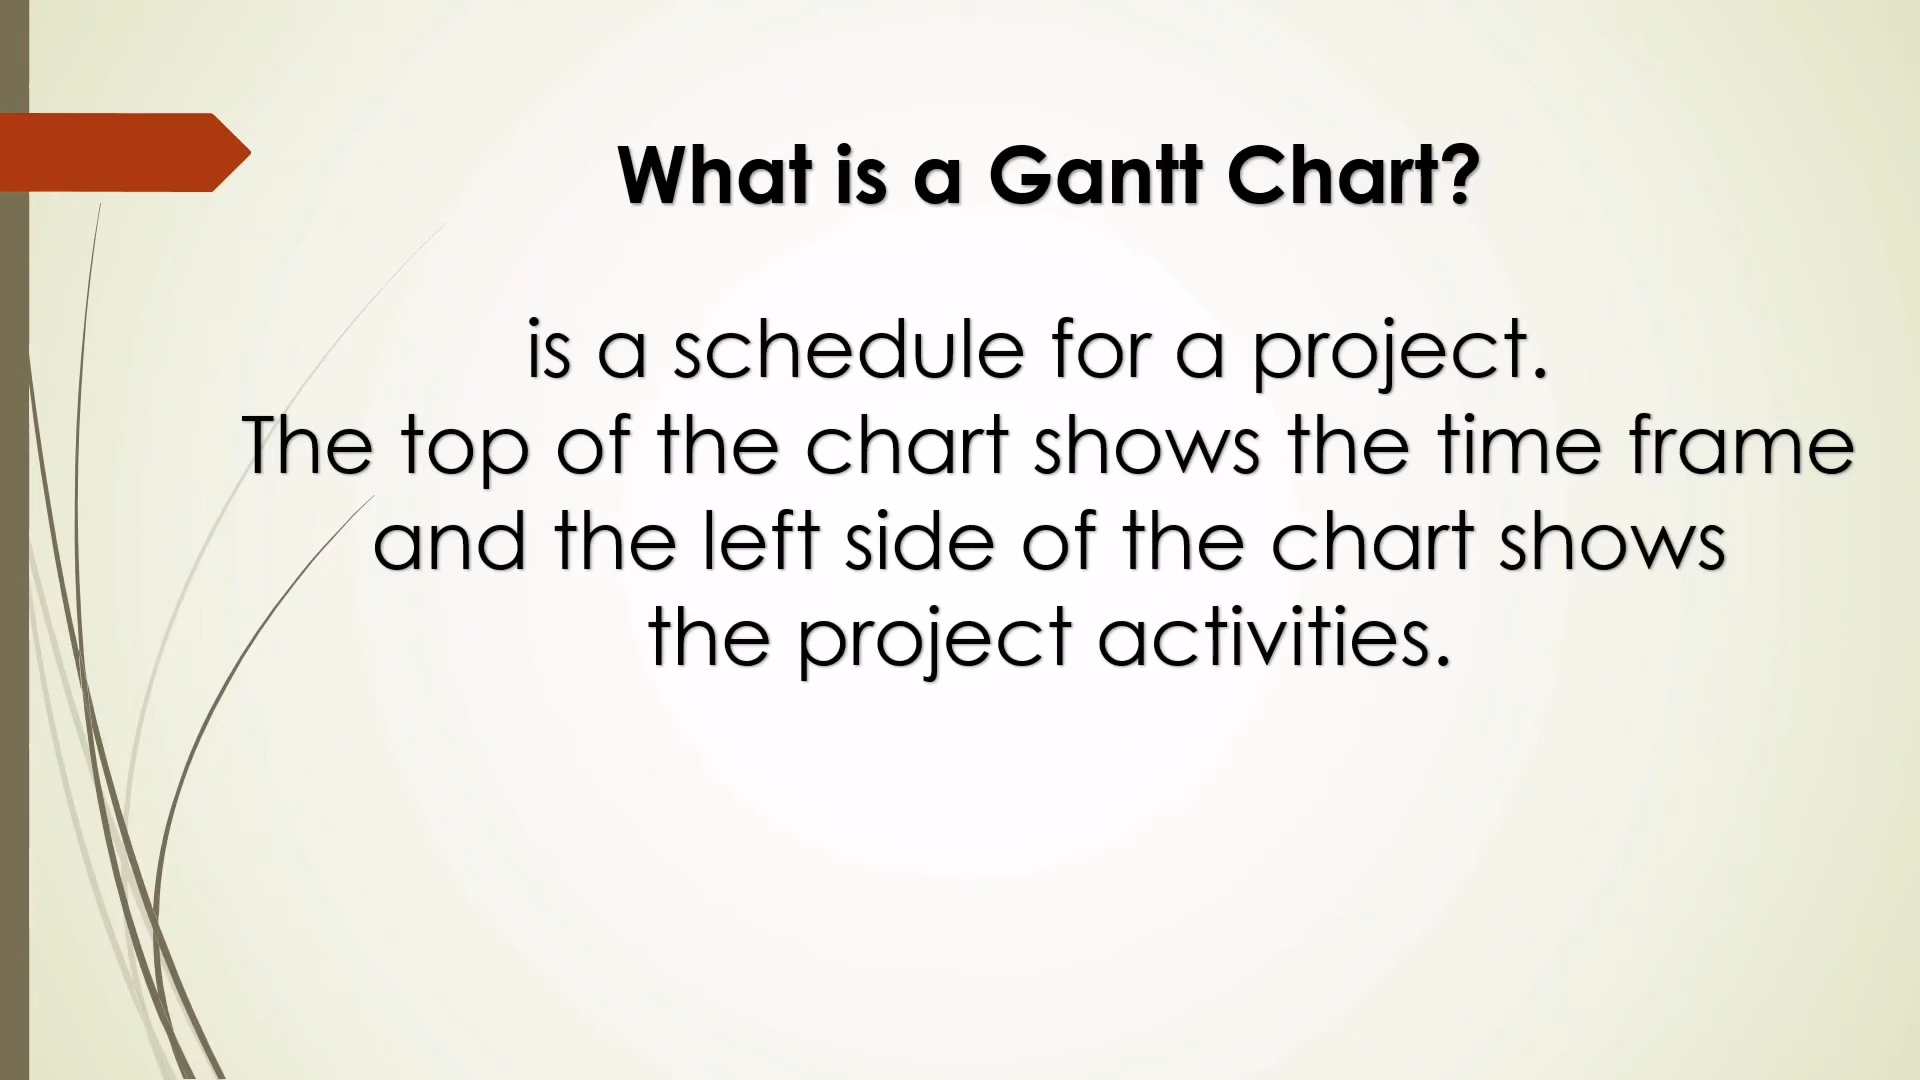 What is a Gantt Chart?
is a schedule for a project.
The top of the chart shows the time frame
and the left side of the chart shows
the project activities.